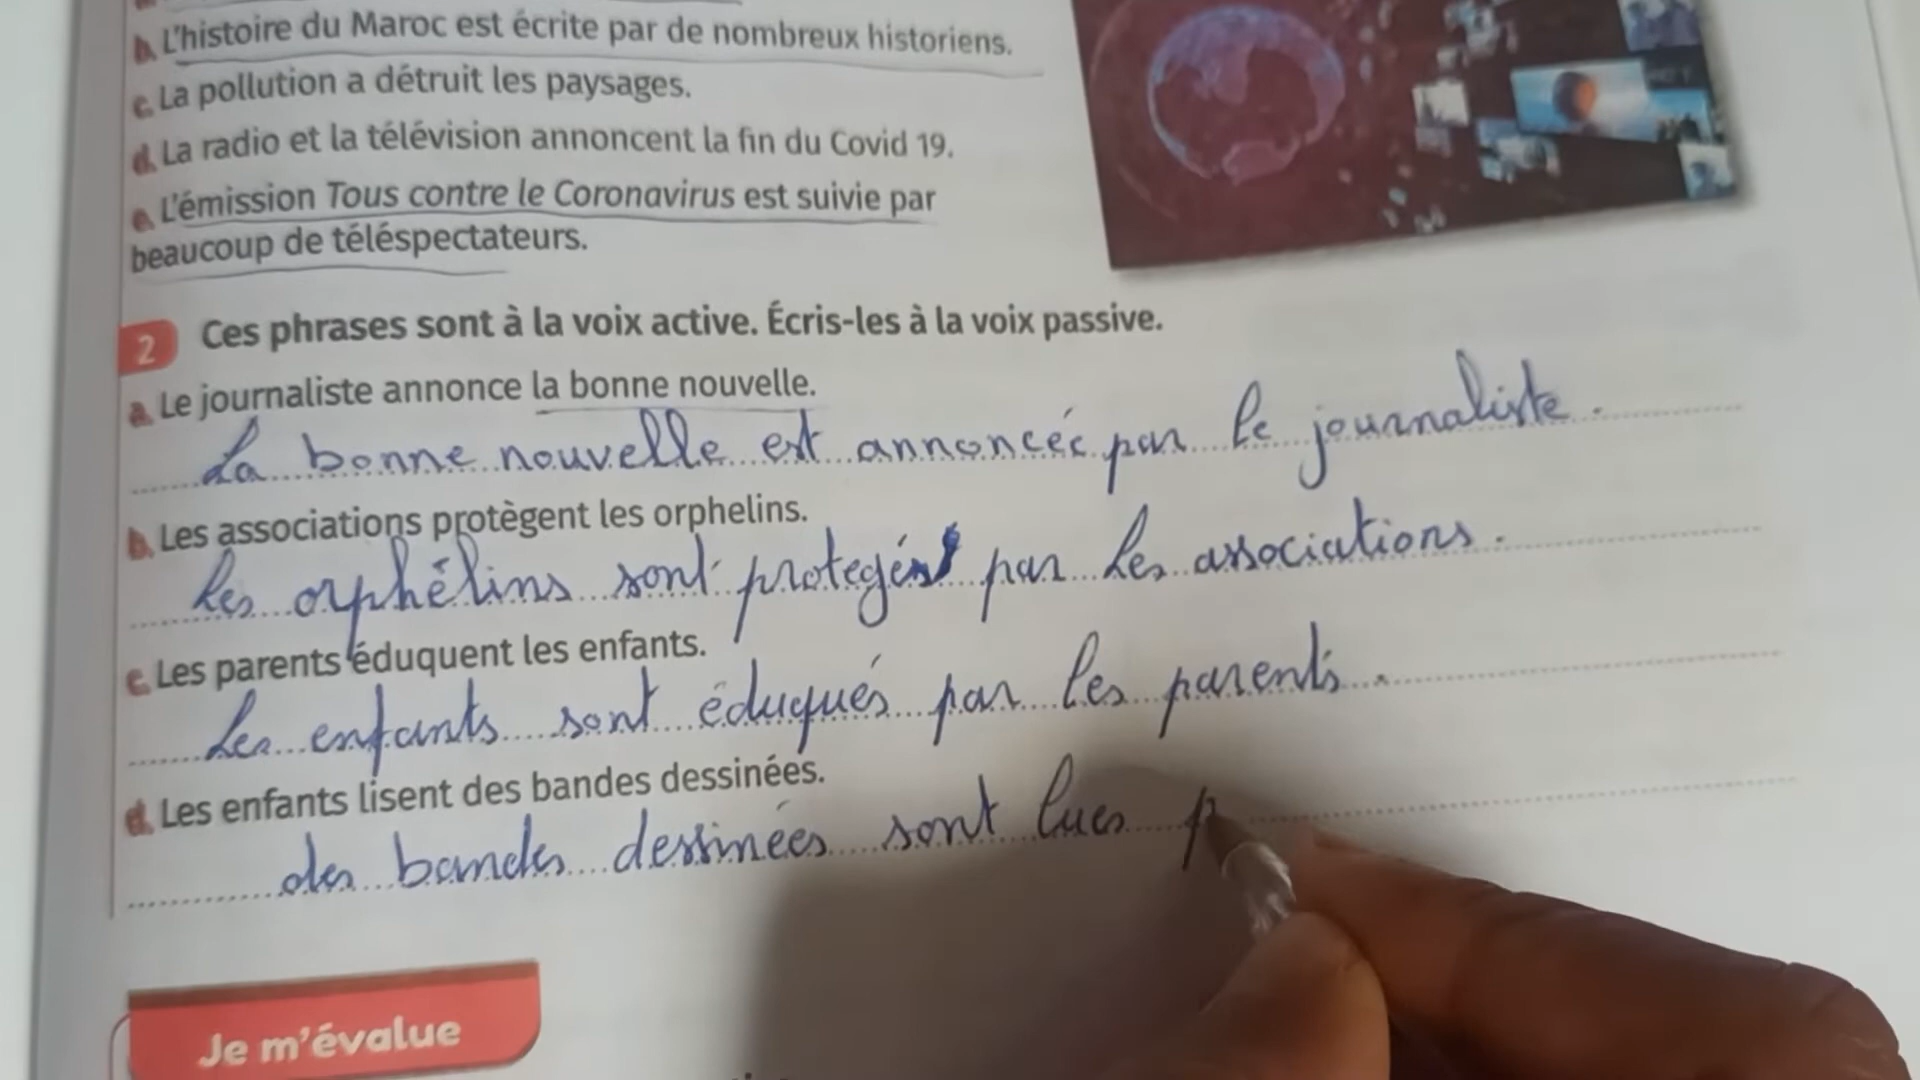 b. L'histoire du Maroc est écrite par de nombreux historiens.
c. La pollution a détruit les paysages.
d. La radio et la télévision annoncent la fin du Covid 19.
e. L'émission Tous contre le Coronavirus est suivie par
beaucoup de téléspectateurs.
2 Ces phrases sont à la voix active. Écris-les à la voix passive.
a. Le journaliste annonce la bonne nouvelle.
La bonne nouvelle est annoncée par le journaliste.
b. Les associations protègent les orphelins.
Les orphélins sont protegés par les associations.
c. Les parents éduquent les enfants.
Les enfants sont éduqués par les parents.
d. Les enfants lisent des bandes dessinées.
des bandes dessinées sont lues p
Je m'évalue